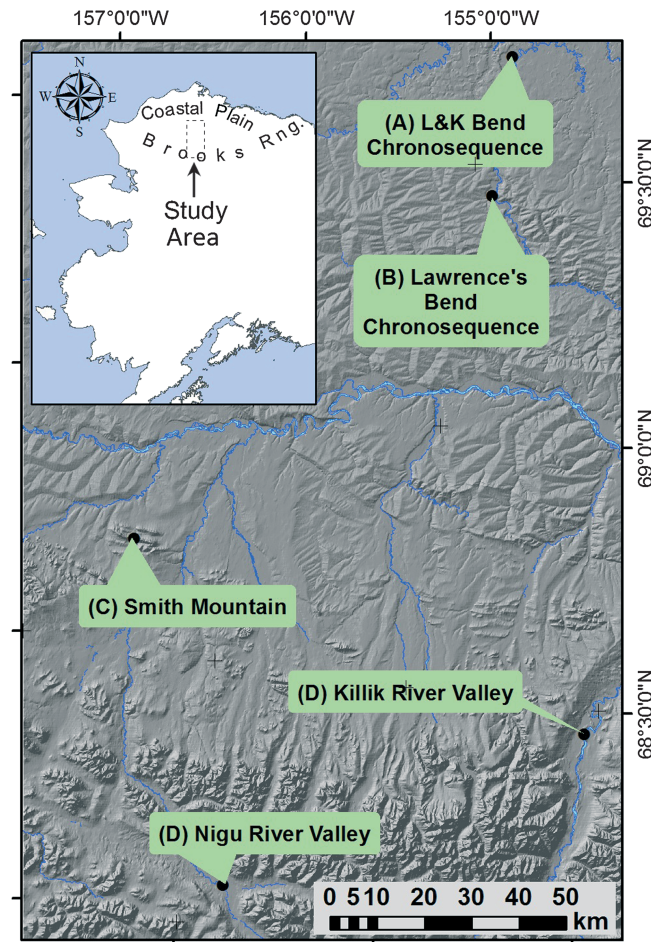 157°0'0"W 156°0'0"W 155°0'0"W
N
W E
S
Coastal Plain
Brooks Rng.
Study
Area
(A) L&K Bend
Chronosequence
69°30'0"N
(B) Lawrence's
Bend
Chronosequence
69°0'0"N
(C) Smith Mountain
(D) Killik River Valley
68°30'0"N
(D) Nigu River Valley
0 5 10 20 30 40 50
km